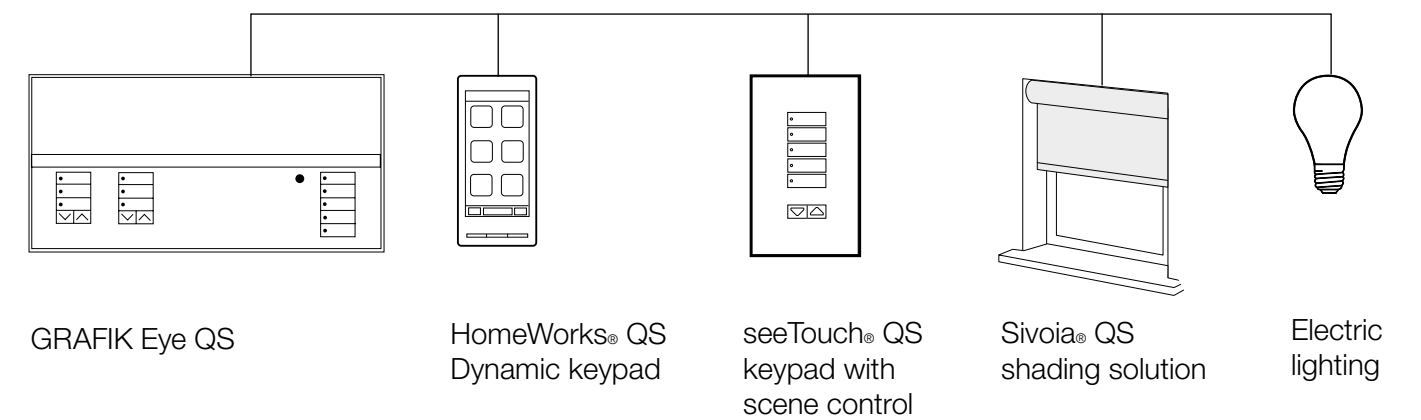 GRAFIK Eye QS
HomeWorks® QS
Dynamic keypad
seeTouch® QS
keypad with
scene control
Sivoia® QS
shading solution
Electric
lighting